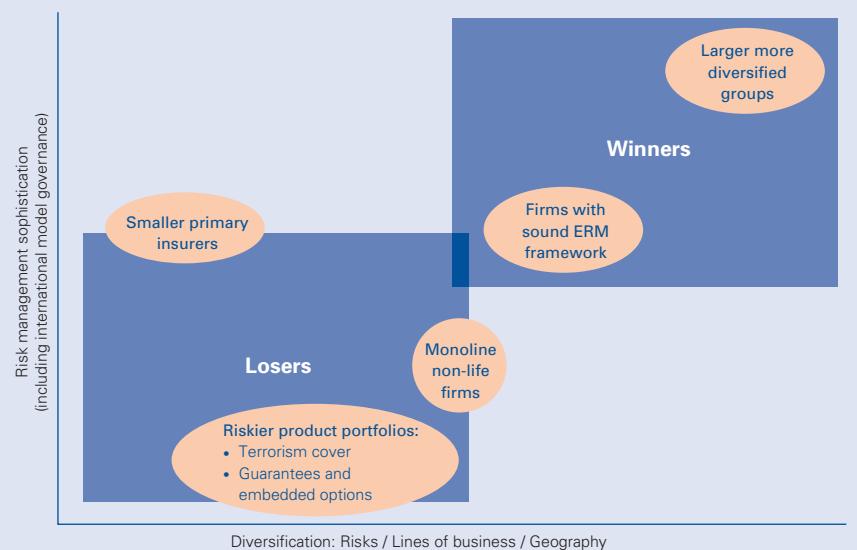 Larger more
diversified
groups
Winners
Firms with
sound ERM
framework
Smaller primary
insurers
Losers
Monoline
non-life
firms
Riskier product portfolios:
• Terrorism cover
• Guarantees and
embedded options
Risk management sophistication
(including international model governance)
Diversification: Risks / Lines of business / Geography